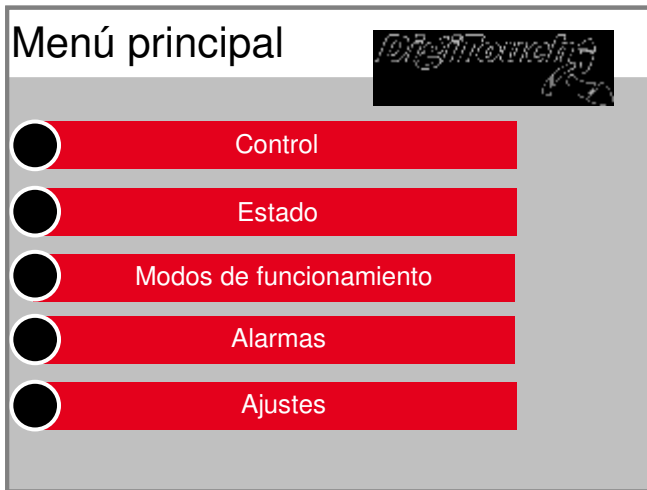 Menú principal
DigiTouch
Control
Estado
Modos de funcionamiento
Alarmas
Ajustes